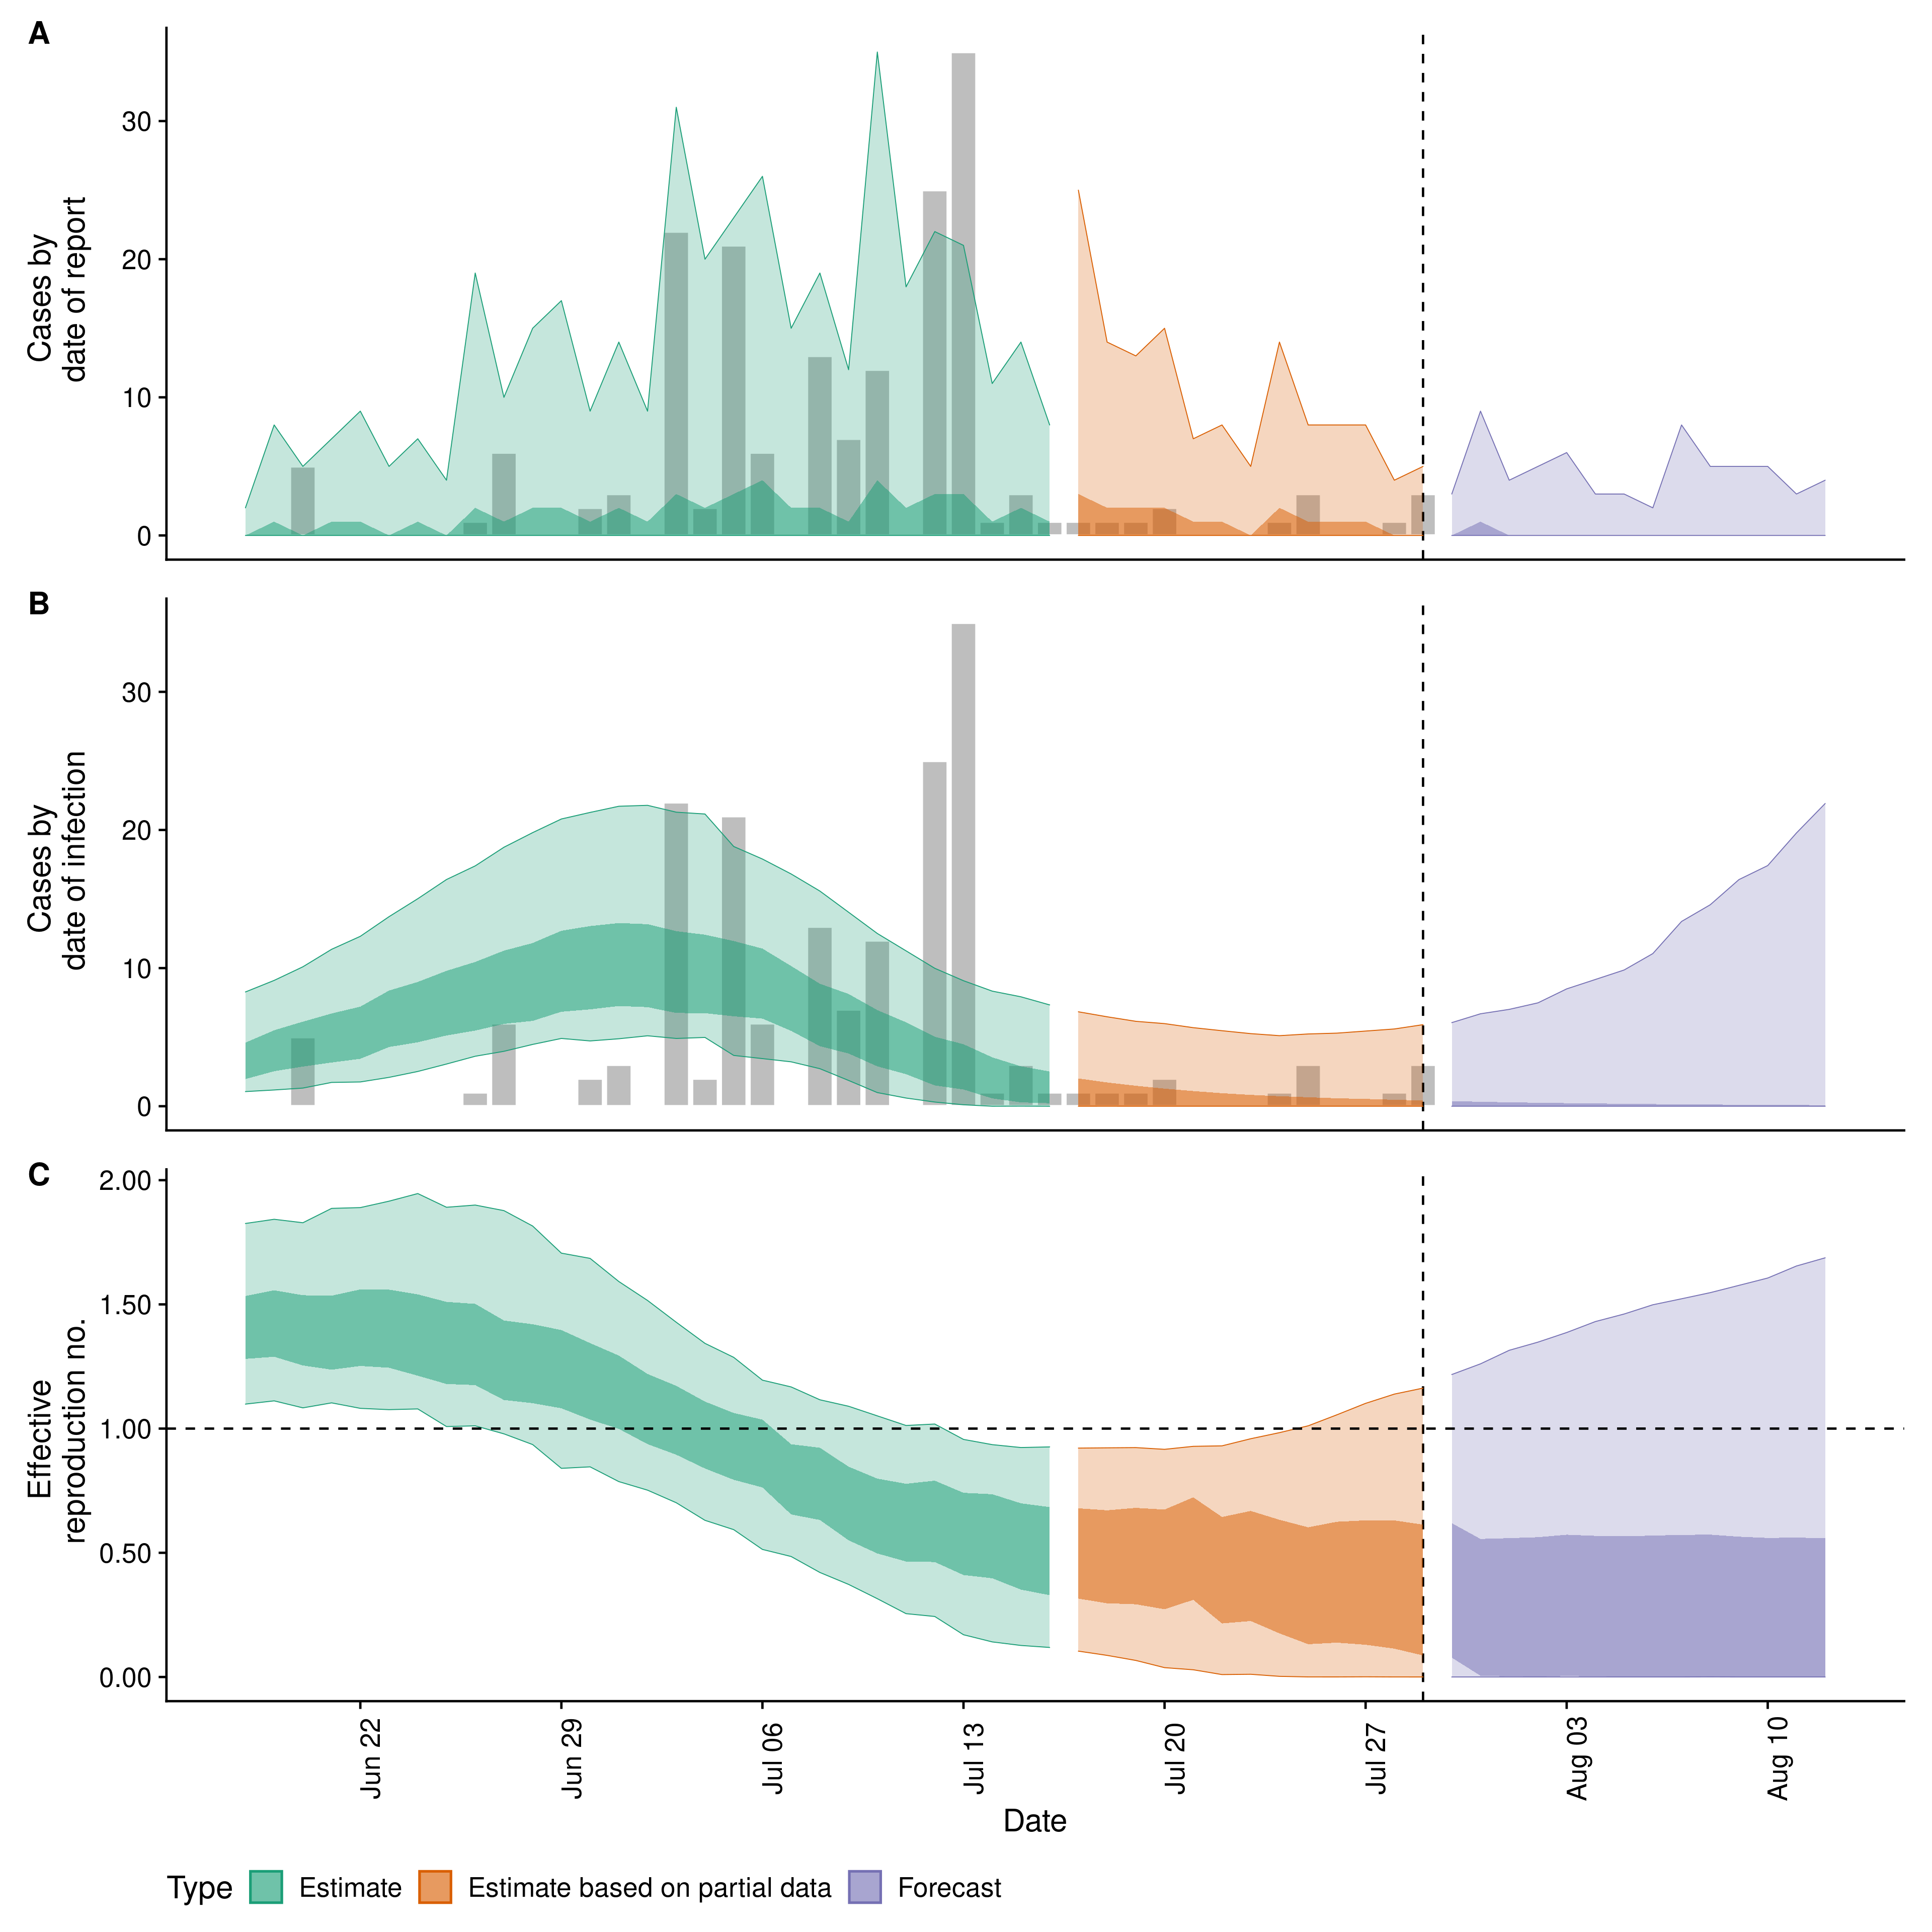 A
Cases by
date of report
30
20
10
0
B
Cases by
date of infection
30
20
10
0
C
Effective
reproduction no.
2.00
1.50
1.00
0.50
0.00
Jun 22
Jun 29
Jul 06
Jul 13
Jul 20
Jul 27
Aug 03
Aug 10
Date
Type Estimate Estimate based on partial data Forecast